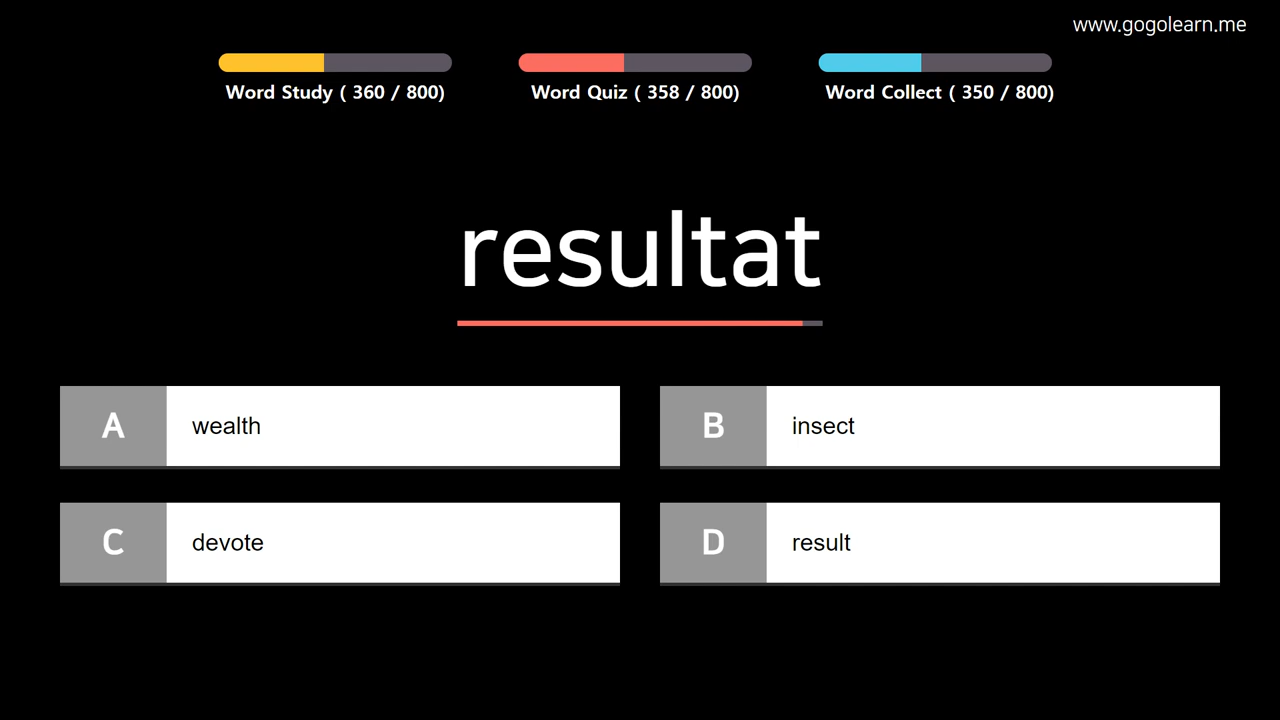 www.gogolearn.me
Word Study ( 360 / 800)
Word Quiz ( 358 / 800)
Word Collect ( 350 / 800)
resultat
A wealth
B insect
C devote
D result